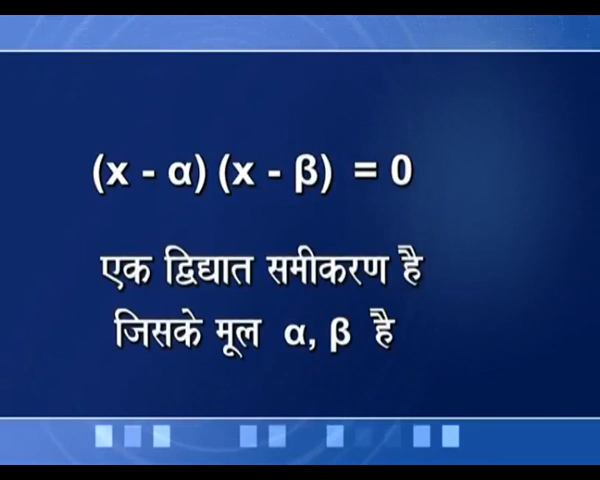 (x - α) (x - β) = 0
एक द्विघात समीकरण है
जिसके मूल α, β है